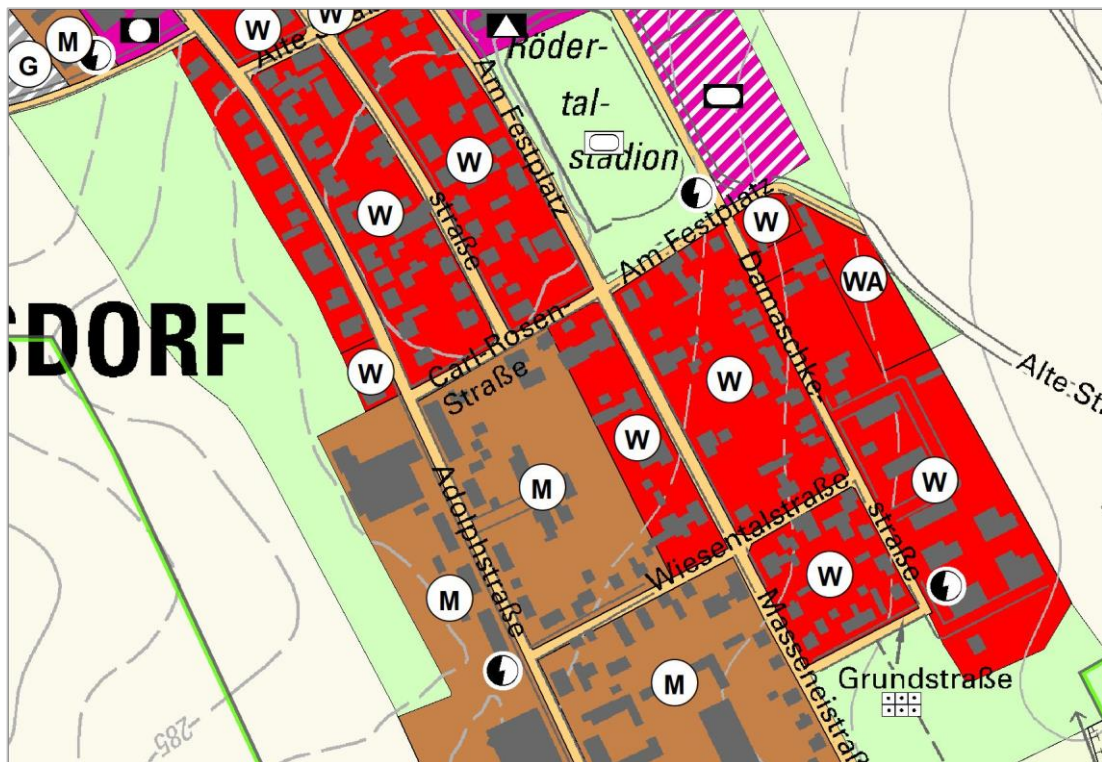 G
M
W
W
Alte
Röder-
tal-
stadion
Am Festplatz
W
W
straße
W
Am Festplatz
WA
Damaschke-
straße
SDORF
W
Carl-Rosen-
Straße
Alte Str
W
W
M
W
Adolphstraße
Wiesentalstraße
W
M
Masseneistraße
M
Grundstraße
285